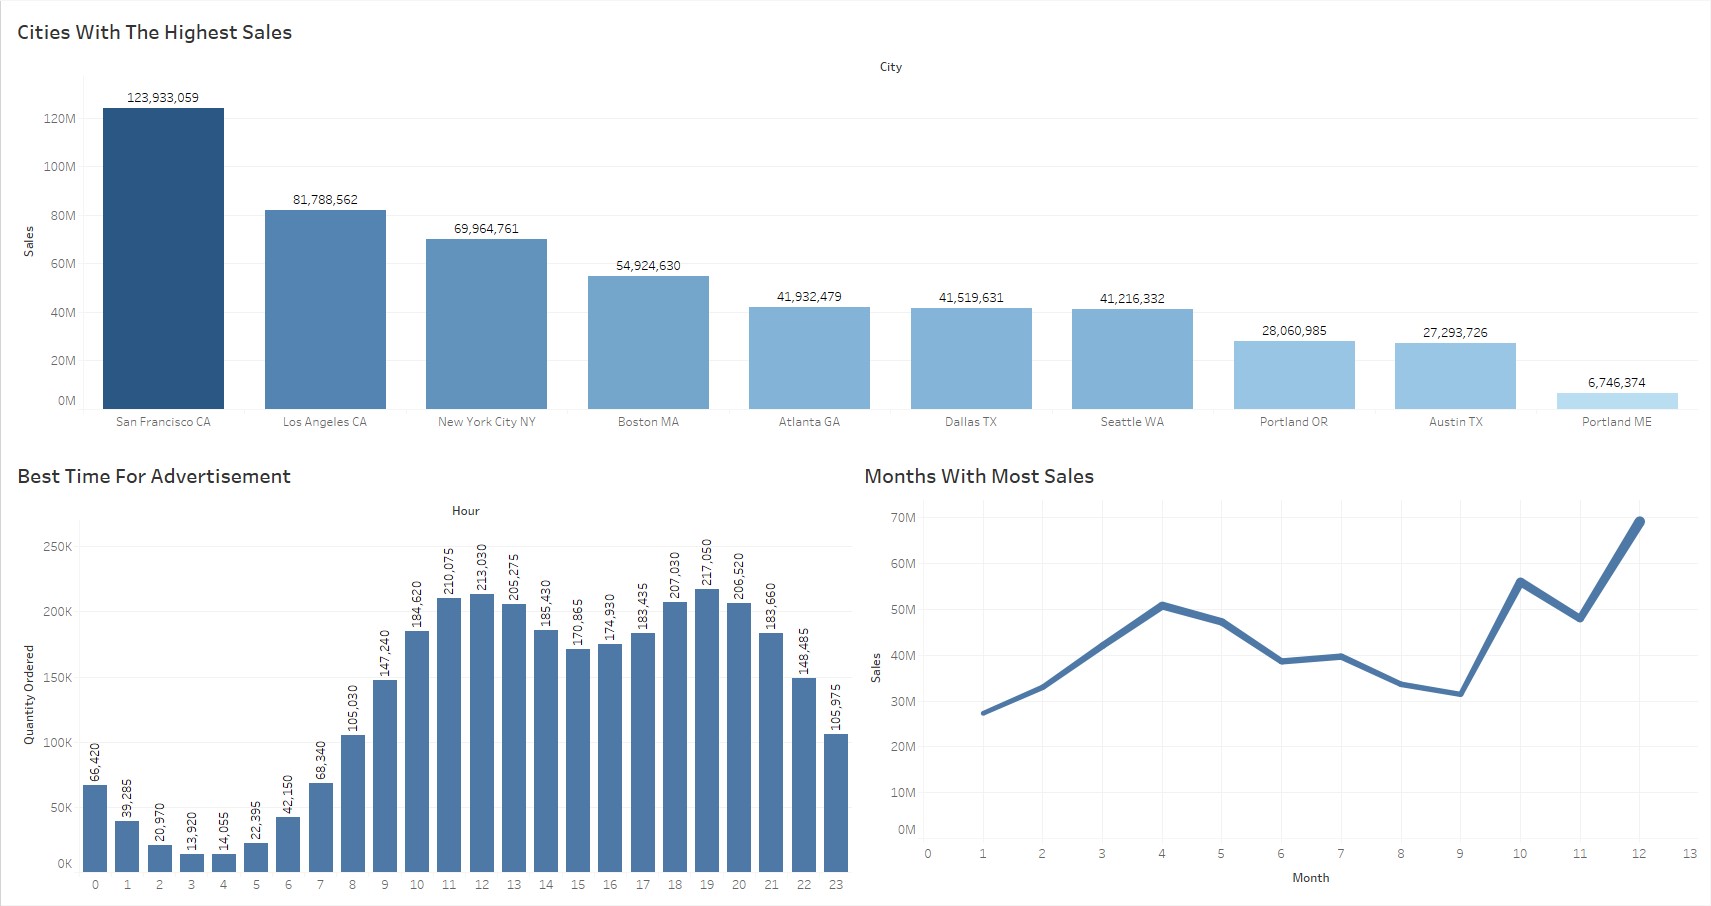 Cities With The Highest Sales
City
Sales
120M
100M
80M
60M
40M
20M
0M
123,933,059
81,788,562
69,964,761
54,924,630
41,932,479
41,519,631
41,216,332
28,060,985
27,293,726
6,746,374
San Francisco CA
Los Angeles CA
New York City NY
Boston MA
Atlanta GA
Dallas TX
Seattle WA
Portland OR
Austin TX
Portland ME
Best Time For Advertisement
Hour
Quantity Ordered
250K
200K
150K
100K
50K
0K
66,420
39,285
20,970
13,920
14,055
22,395
42,150
68,340
105,030
147,240
184,620
210,075
213,030
205,275
185,430
170,865
174,930
183,435
207,030
217,050
206,520
183,660
148,485
105,975
0 1 2 3 4 5 6 7 8 9 10 11 12 13 14 15 16 17 18 19 20 21 22 23
Months With Most Sales
Sales
70M
60M
50M
40M
30M
20M
10M
0M
0 1 2 3 4 5 6 7 8 9 10 11 12 13
Month